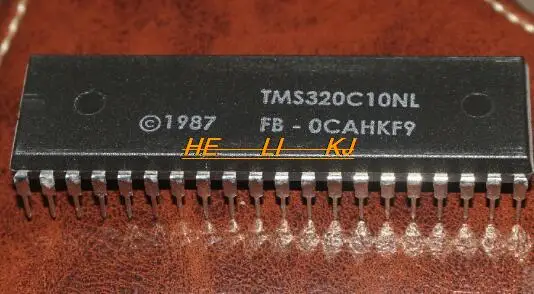 TMS320C10NL
©1987 FB - 0CAHKF9
HE LI KJ